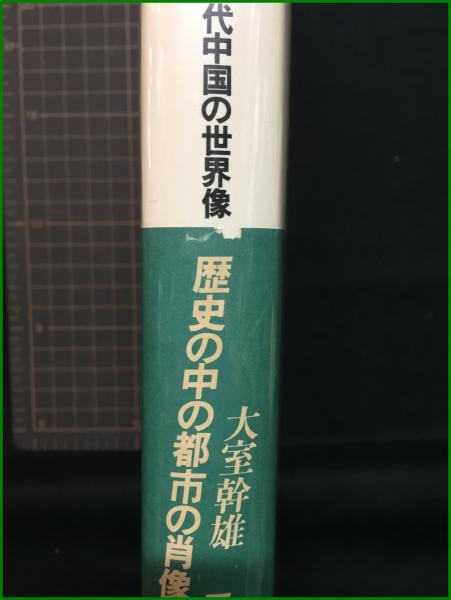 代中国の世界像
歴史の中の都市の肖像
大室幹雄